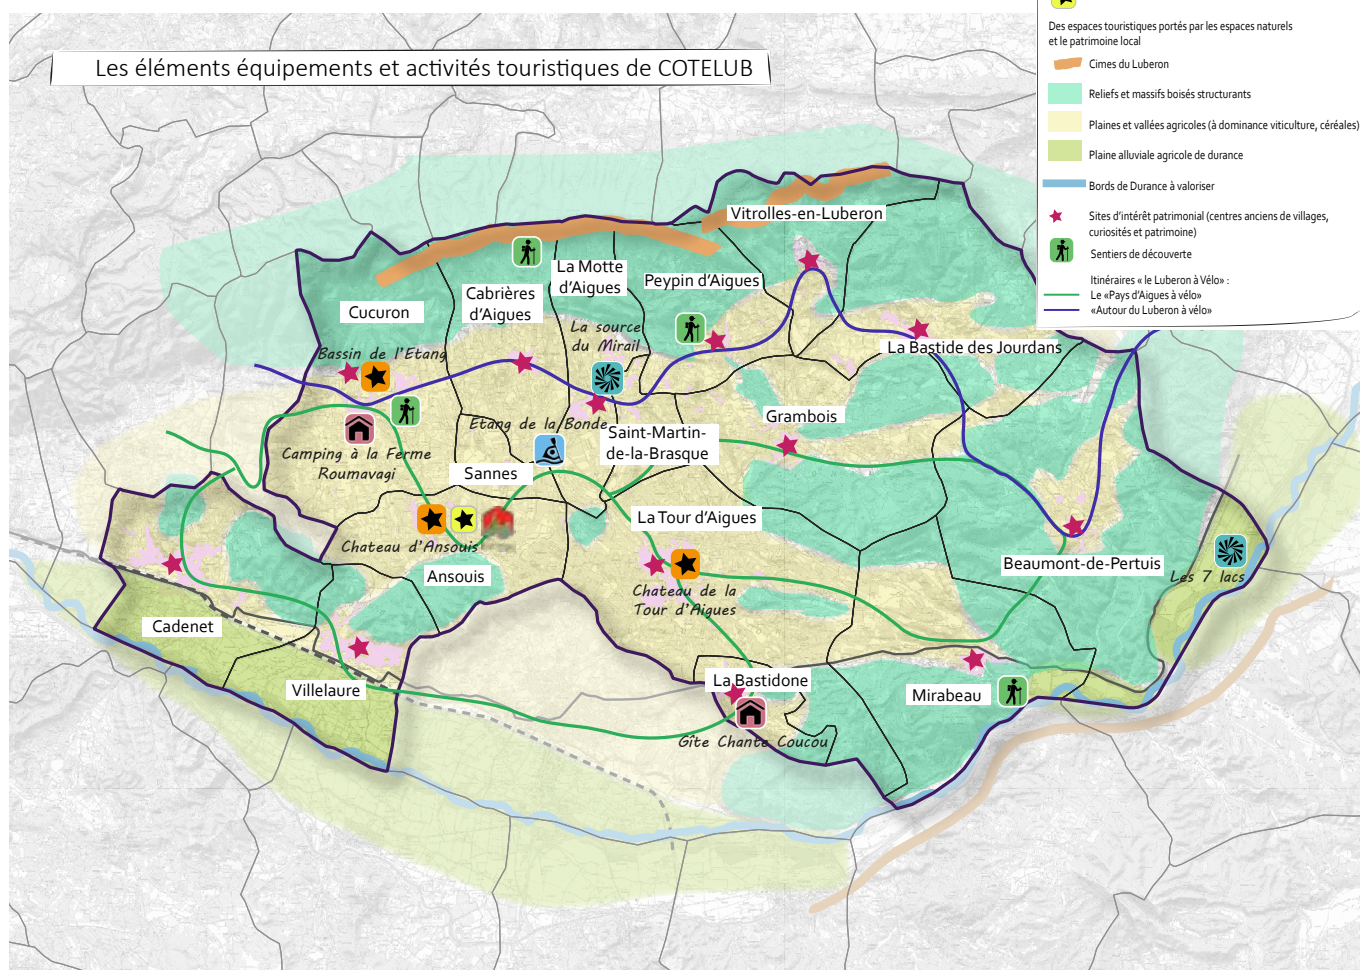 Les éléments équipements et activités touristiques de COTELUB
Des espaces touristiques portés par les espaces naturels
et le patrimoine local
Cimes du Luberon
Reliefs et massifs boisés structurants
Plaines et vallées agricoles (à dominance viticulture, céréales)
Plaine alluviale agricole de durance
Bords de Durance à valoriser
Sites d'intérêt patrimonial (centres anciens de villages,
curiosités et patrimoine)
Sentiers de découverte
Itinéraires « le Luberon à Vélo» :
Le «Pays d'Aigues à vélo»
«Autour du Luberon à vélo»
Vitrolles-en-Luberon
La Motte
d'Aigues
Peypin d'Aigues
Cabrières
d'Aigues
Cucuron
La source
du Mirail
Bassin de l'Etang
La Bastide des Jourdans
Grambois
Etang de la Bonde
Saint-Martin-
de-la-Brasque
Camping à la Ferme
Roumavagi
Sannes
La Tour d'Aigues
Chateau d'Ansouis
Ansouis
Beaumont-de-Pertuis
Les 7 lacs
Chateau de la
Tour d'Aigues
Cadenet
Villelaure
La Bastidone
Mirabeau
Gîte Chante Coucou